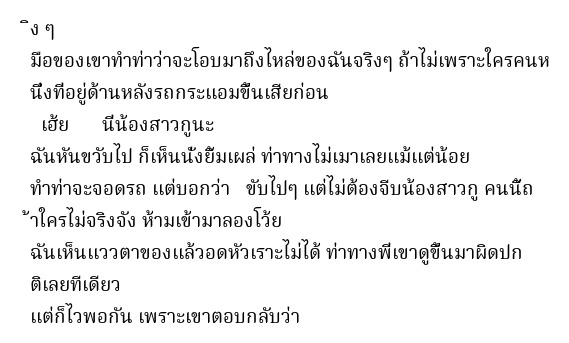 ิง ๆ
มือของเขาทำท่าว่าจะโอบมาถึงไหล่ของฉันจริงๆ ถ้าไม่เพราะใครคนห
นึ่งที่อยู่ด้านหลังรถกระแอมขึ้นเสียก่อน
เฮ้ย นี่น้องสาวกูนะ
ฉันหันขวับไป ก็เห็นนั่งยิ้มเผล่ ท่าทางไม่เมาเลยแม้แต่น้อย
ทำท่าจะจอดรถ แต่บอกว่า ขับไปๆ แต่ไม่ต้องจีบน้องสาวกู คนนี้ถ
้าใครไม่จริงจัง ห้ามเข้ามาลองโว้ย
ฉันเห็นแววตาของแล้วอดหัวเราะไม่ได้ ท่าทางพี่เขาดูขึ้นมาผิดปก
ติเลยทีเดียว
แต่ก็ไวพอกัน เพราะเขาตอบกลับว่า